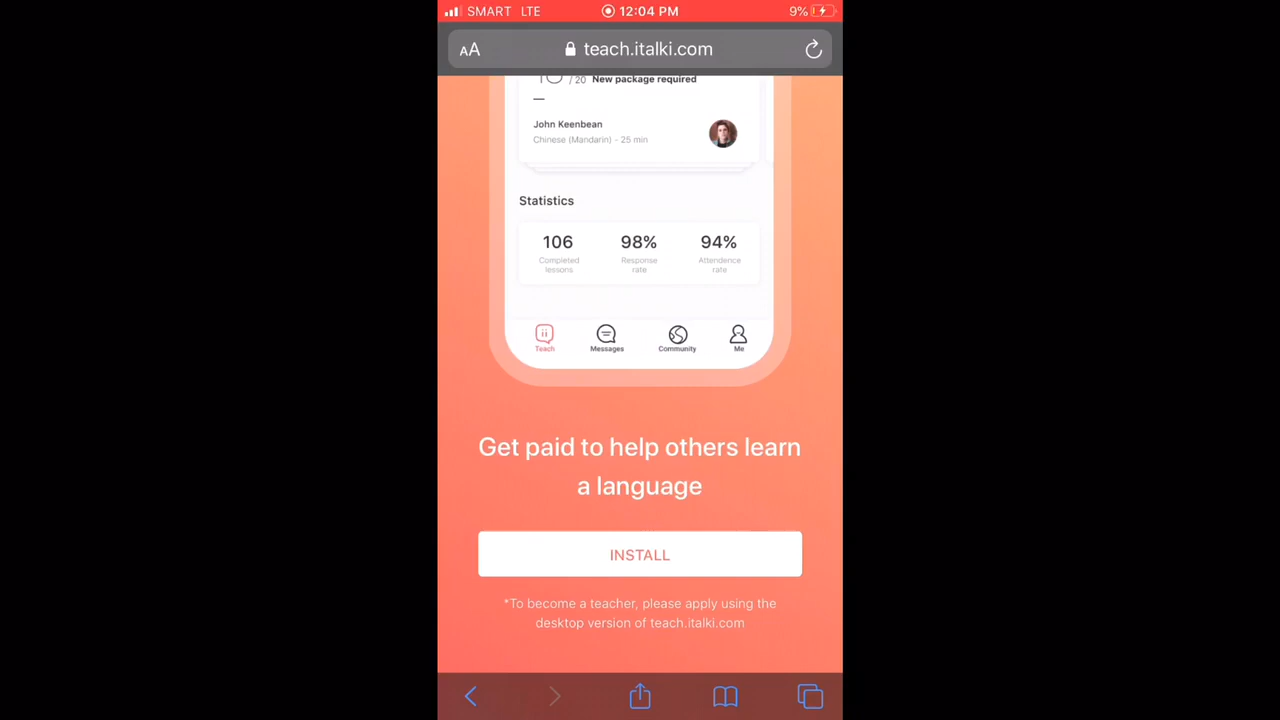 SMART LTE 12:04 PM 9%
AA teach.italki.com
/ 20 New package required
—
John Keenbean
Chinese (Mandarin) - 25 min
Statistics
106 98% 94%
Completed lessons Response rate Attendence rate
Teach Messages Community Me
Get paid to help others learn
a language
INSTALL
*To become a teacher, please apply using the
desktop version of teach.italki.com